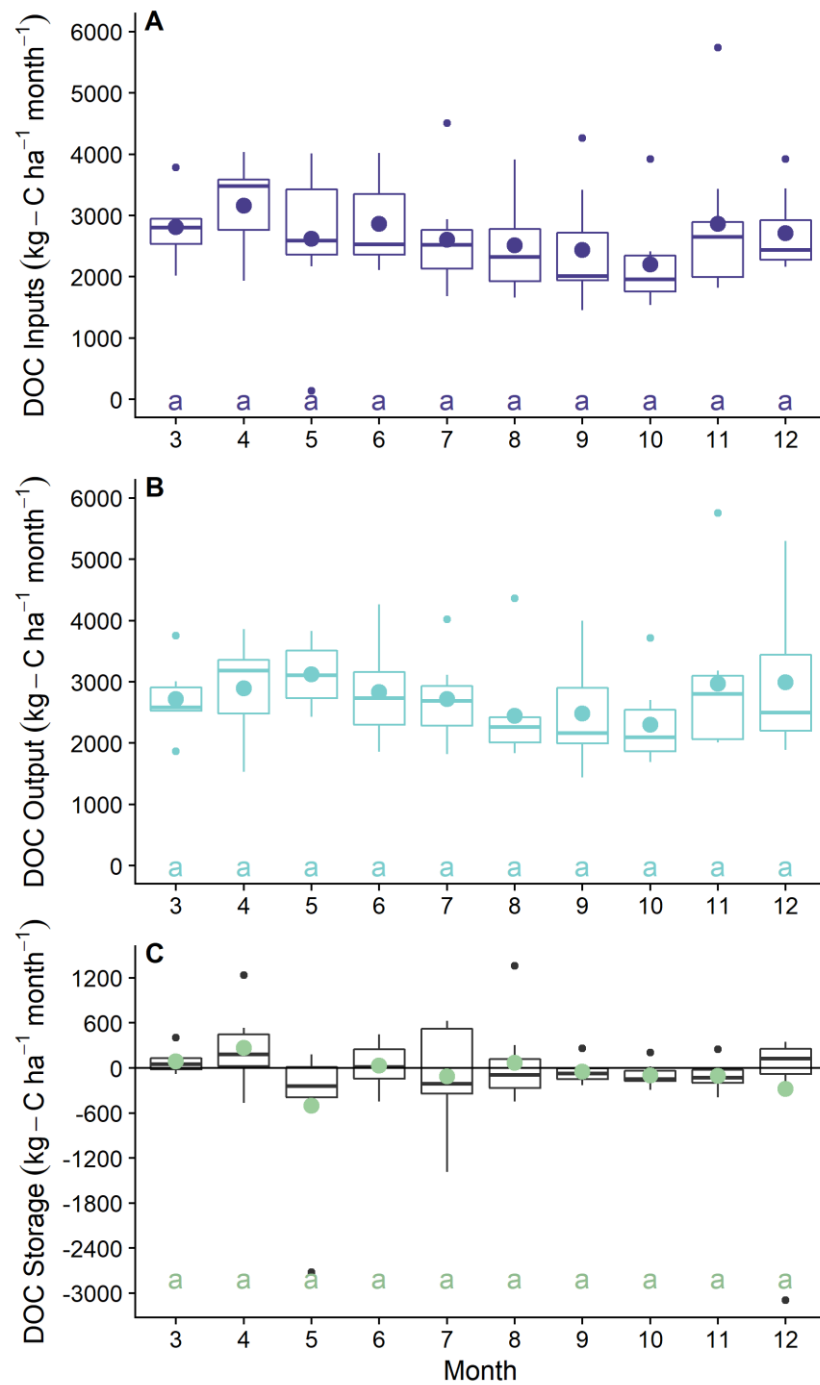 A
DOC Inputs (kg − C ha⁻¹ month⁻¹)
6000
5000
4000
3000
2000
1000
0
a a a a a a a a a a
3 4 5 6 7 8 9 10 11 12
B
DOC Output (kg − C ha⁻¹ month⁻¹)
6000
5000
4000
3000
2000
1000
0
a a a a a a a a a a
3 4 5 6 7 8 9 10 11 12
C
DOC Storage (kg − C ha⁻¹ month⁻¹)
1200
600
0
-600
-1200
-1800
-2400
-3000
a a a a a a a a a a
3 4 5 6 7 8 9 10 11 12
Month